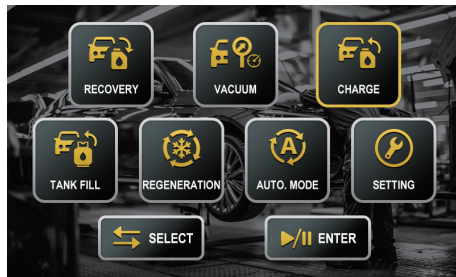 RECOVERY
VACUUM
CHARGE
TANK FILL
REGENERATION
A
AUTO. MODE
SETTING
SELECT
ENTER